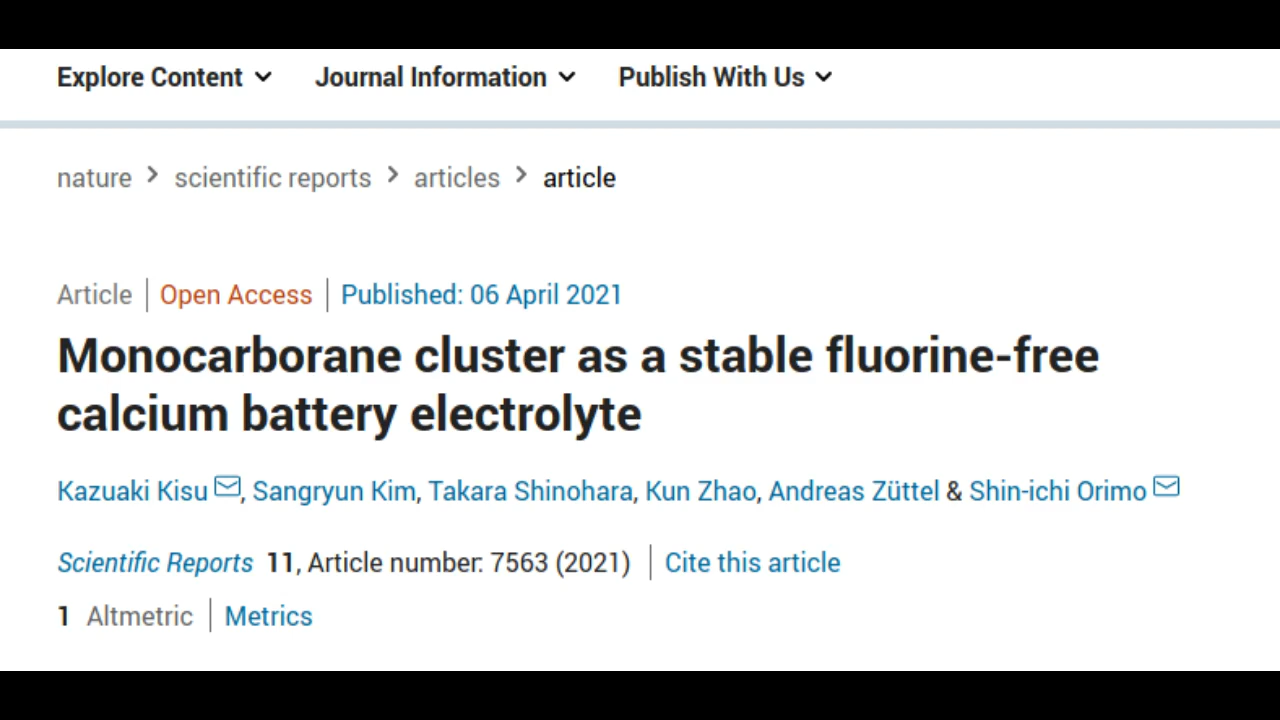 Explore Content Journal Information Publish With Us
nature > scientific reports > articles > article
Article | Open Access | Published: 06 April 2021
Monocarborane cluster as a stable fluorine-free
calcium battery electrolyte
Kazuaki Kisu, Sangryun Kim, Takara Shinohara, Kun Zhao, Andreas Züttel & Shin-ichi Orimo
Scientific Reports 11, Article number: 7563 (2021) | Cite this article
1 Altmetric | Metrics